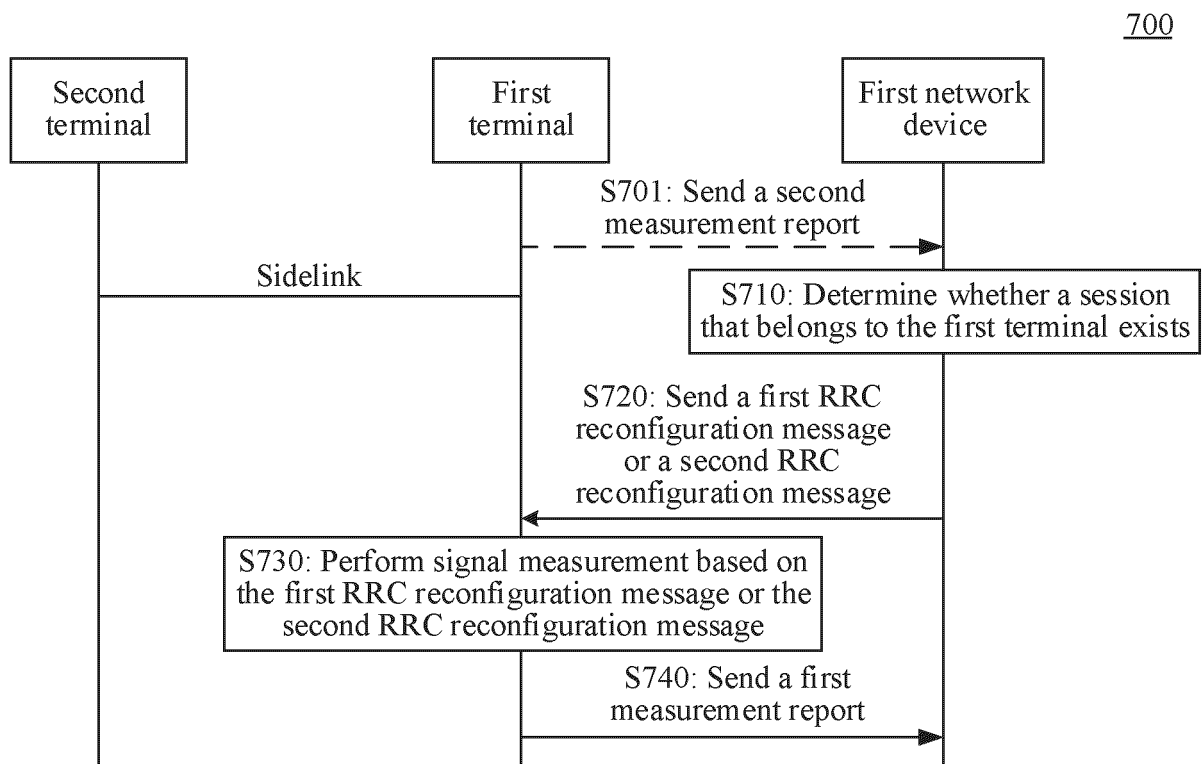 700
Second
terminal
First
terminal
First network
device
S701: Send a second
measurement report
Sidelink
S710: Determine whether a session
that belongs to the first terminal exists
S720: Send a first RRC
reconfiguration message
or a second RRC
reconfiguration message
S730: Perform signal measurement based on
the first RRC reconfiguration message or the
second RRC reconfiguration message
S740: Send a first
measurement report